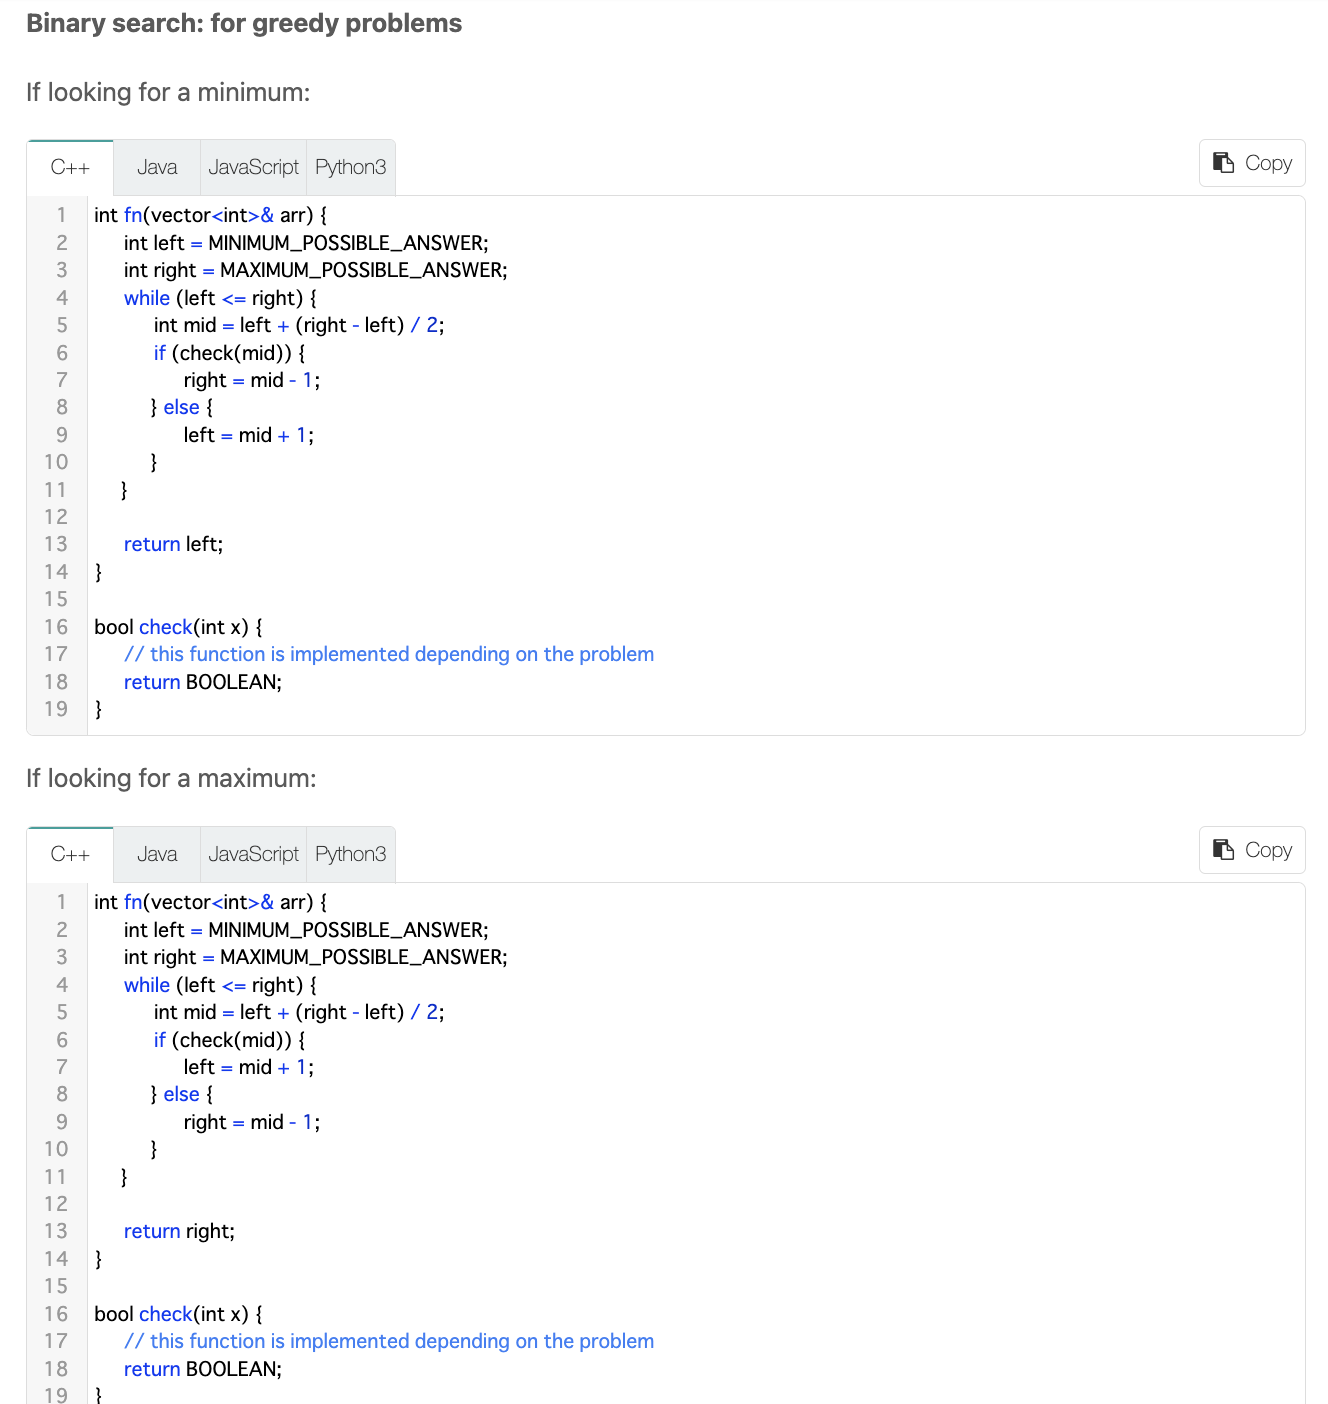 Binary search: for greedy problems
If looking for a minimum:
C++ Java JavaScript Python3 Copy
1 int fn(vector<int>& arr) {
2 int left = MINIMUM_POSSIBLE_ANSWER;
3 int right = MAXIMUM_POSSIBLE_ANSWER;
4 while (left <= right) {
5 int mid = left + (right - left) / 2;
6 if (check(mid)) {
7 right = mid - 1;
8 } else {
9 left = mid + 1;
10 }
11 }
12
13 return left;
14 }
15
16 bool check(int x) {
17 // this function is implemented depending on the problem
18 return BOOLEAN;
19 }
If looking for a maximum:
C++ Java JavaScript Python3 Copy
1 int fn(vector<int>& arr) {
2 int left = MINIMUM_POSSIBLE_ANSWER;
3 int right = MAXIMUM_POSSIBLE_ANSWER;
4 while (left <= right) {
5 int mid = left + (right - left) / 2;
6 if (check(mid)) {
7 left = mid + 1;
8 } else {
9 right = mid - 1;
10 }
11 }
12
13 return right;
14 }
15
16 bool check(int x) {
17 // this function is implemented depending on the problem
18 return BOOLEAN;
19 }